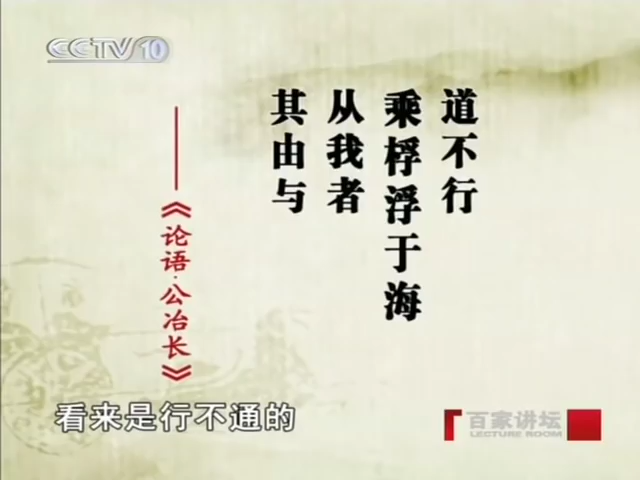 CCTV 10
道不行
乘桴浮于海
从我者
其由与
——《论语·公冶长》
看来是行不通的
百家讲坛
LECTURE ROOM